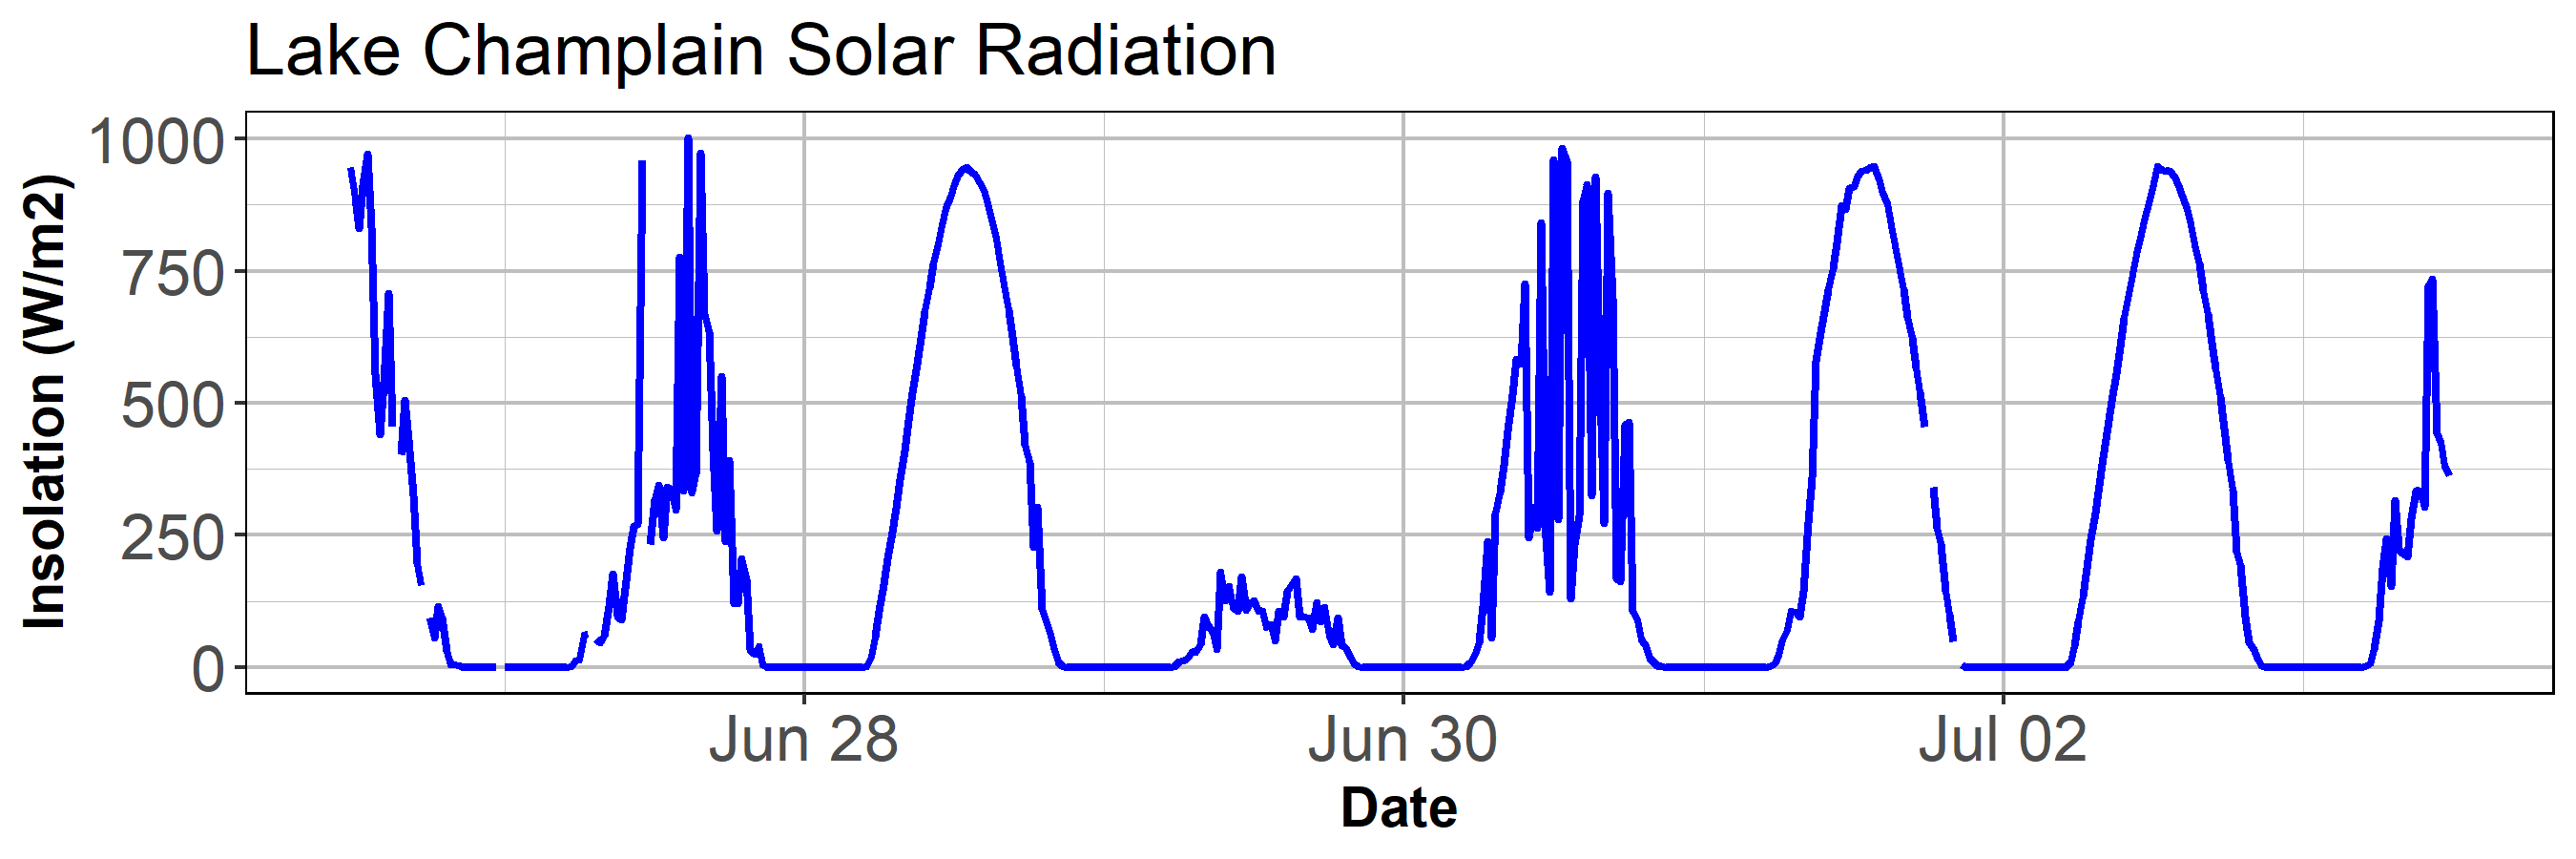 Lake Champlain Solar Radiation
Insolation (W/m2)
1000
750
500
250
0
Jun 28 Jun 30 Jul 02
Date